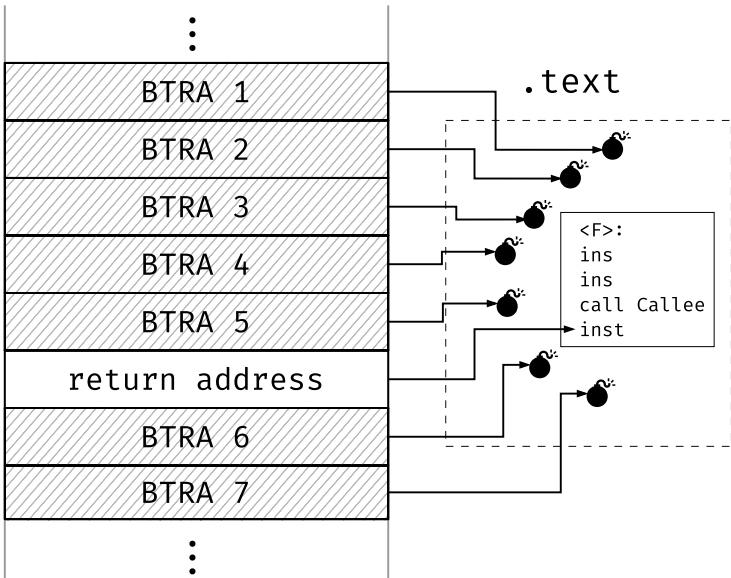 BTRA 1
.text
BTRA 2
BTRA 3
BTRA 4
BTRA 5
return address
BTRA 6
BTRA 7
<F>:
ins
ins
call Callee
inst